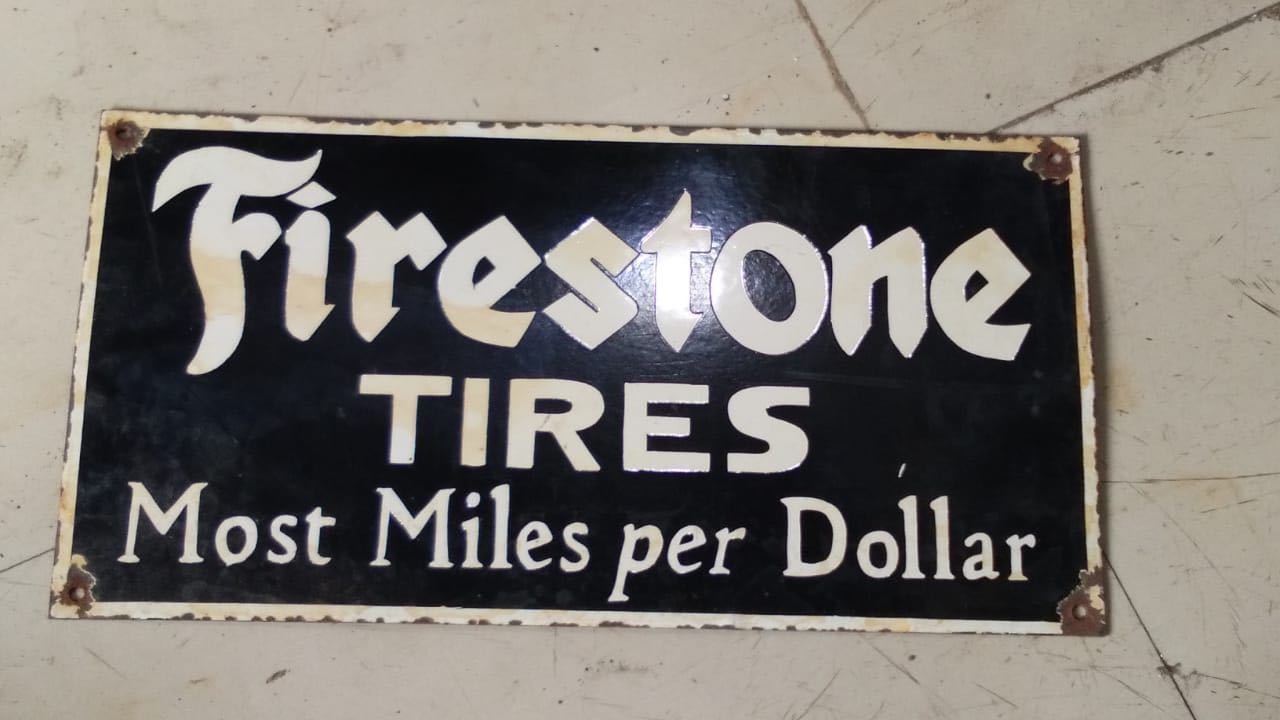 Firestone
TIRES
Most Miles per Dollar